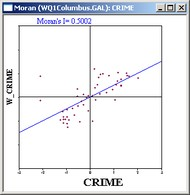 Moran (WQ1Columbus.GAL): CRIME
Moran's I= 0.5002
W_CRIME
CRIME